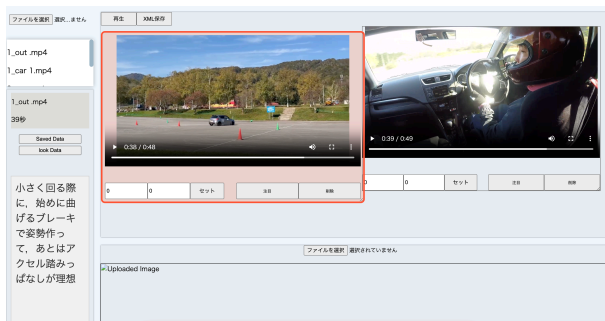 ファイルを選択 選択...ません
再生 XML保存
1_out .mp4
1_car 1.mp4
1_out .mp4
39秒
Saved Data
look Data
小さく回る際
に，始めに曲
げるブレーキ
で姿勢作っ
て，あとはア
クセル踏みっ
ぱなしが理想
0:38 / 0:48
0 0 セット 注目 削除
0:39 / 0:49
0 0 セット 注目 削除
ファイルを選択 選択されていません
Uploaded Image